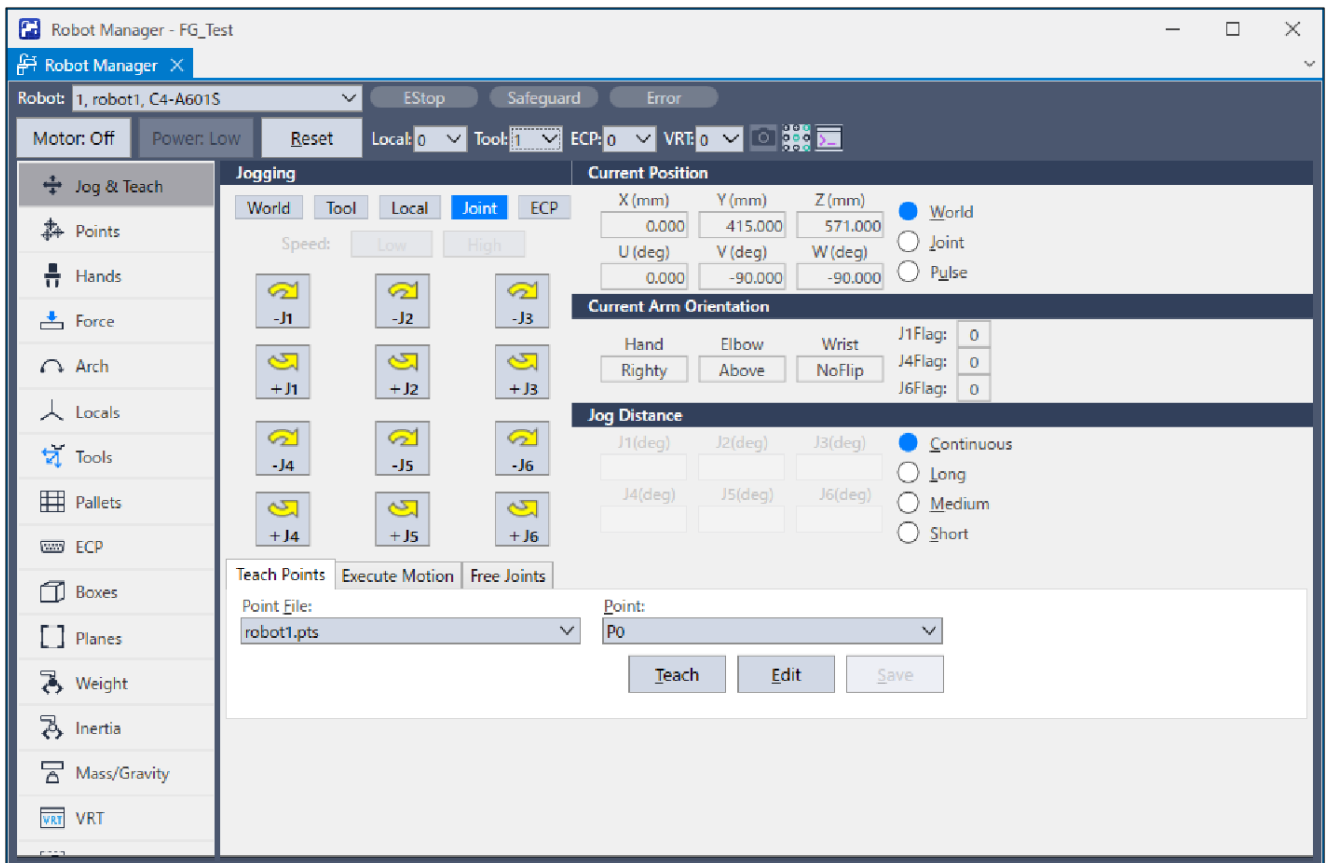 Robot Manager - FG_Test
Robot Manager
Robot: 1, robot1, C4-A601S EStop Safeguard Error
Motor: Off Power: Low Reset Local: 0 Tool: 1 ECP: 0 VRT: 0
Jog & Teach
Points
Hands
Force
Arch
Locals
Tools
Pallets
ECP
Boxes
Planes
Weight
Inertia
Mass/Gravity
VRT VRT
Jogging
World Tool Local Joint ECP
Speed: Low High
-J1 -J2 -J3
+J1 +J2 +J3
-J4 -J5 -J6
+J4 +J5 +J6
Current Position
X (mm) Y (mm) Z (mm)
0.000 415.000 571.000
U (deg) V (deg) W (deg)
0.000 -90.000 -90.000
World
Joint
Pulse
Current Arm Orientation
Hand Elbow Wrist
Righty Above NoFlip
J1Flag: 0
J4Flag: 0
J6Flag: 0
Jog Distance
J1(deg) J2(deg) J3(deg)
J4(deg) J5(deg) J6(deg)
Continuous
Long
Medium
Short
Teach Points Execute Motion Free Joints
Point File: Point:
robot1.pts P0
Teach Edit Save